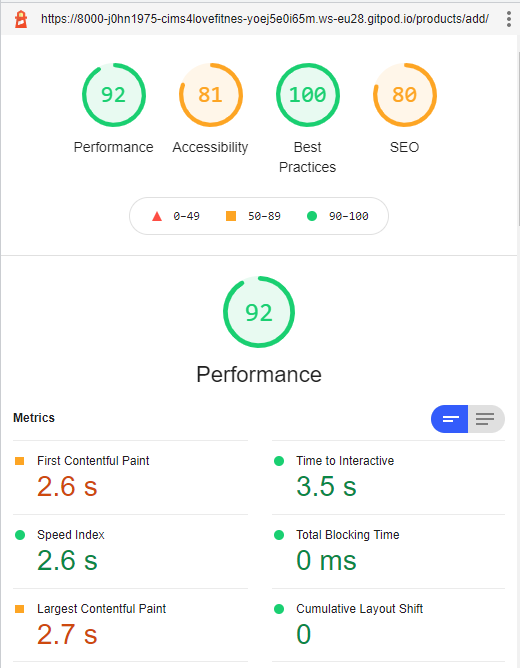 https://8000-j0hn1975-cims4lovefitnes-yoej5e0i65m.ws-eu28.gitpod.io/products/add/
92 81 100 80
Performance Accessibility Best Practices SEO
0–49 50–89 90–100
92
Performance
Metrics
First Contentful Paint Time to Interactive
2.6 s 3.5 s
Speed Index Total Blocking Time
2.6 s 0 ms
Largest Contentful Paint Cumulative Layout Shift
2.7 s 0